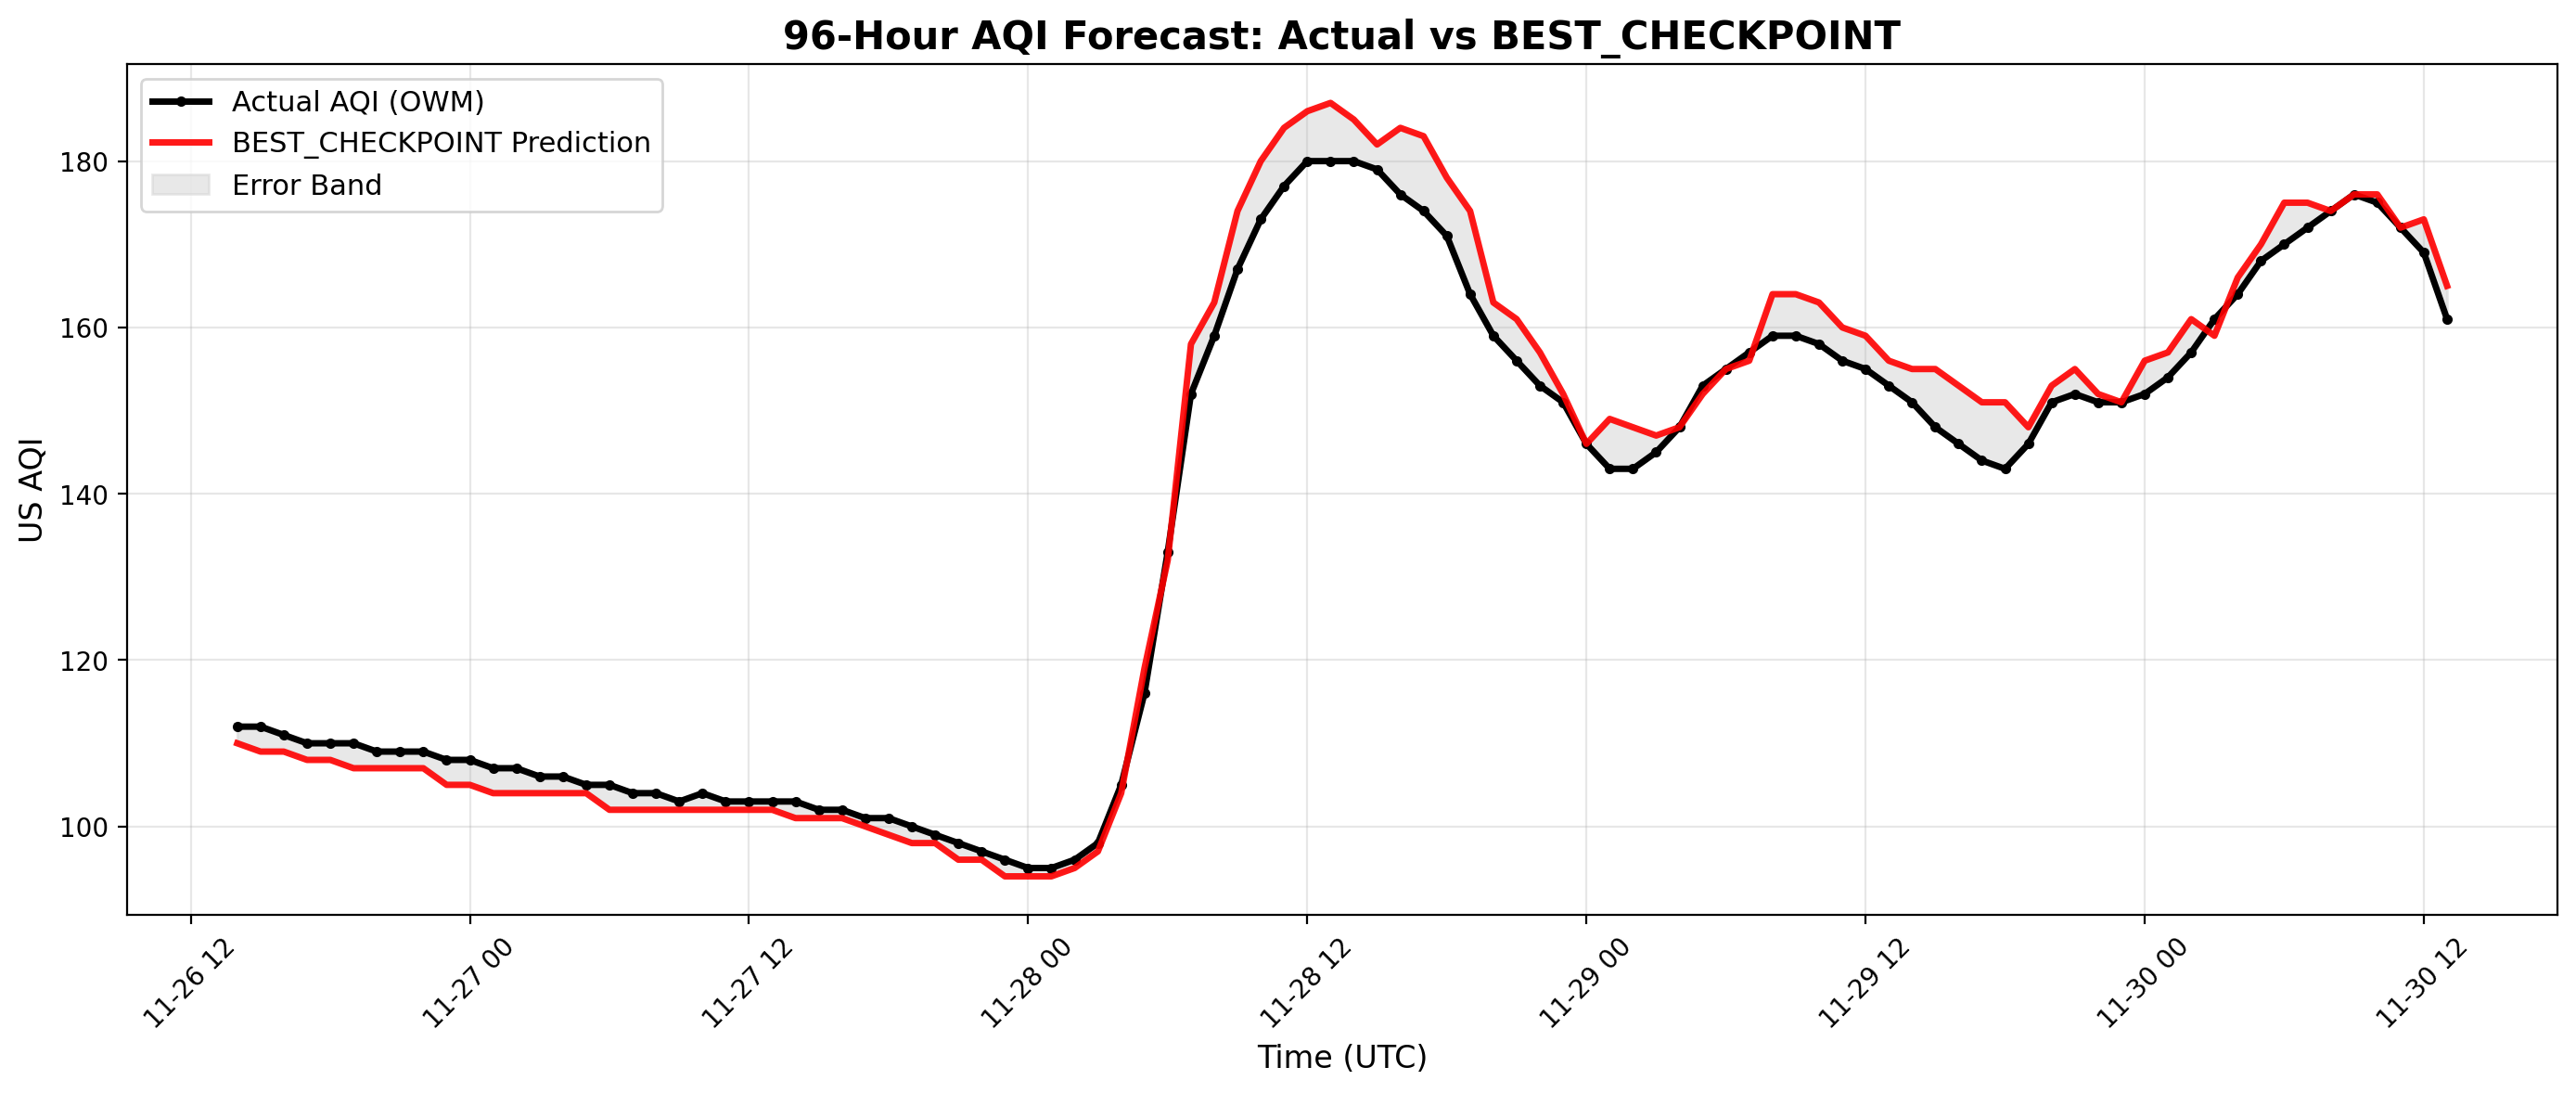 96-Hour AQI Forecast: Actual vs BEST_CHECKPOINT
Actual AQI (OWM)
BEST_CHECKPOINT Prediction
Error Band
US AQI
180
160
140
120
100
11-26 12
11-27 00
11-27 12
11-28 00
11-28 12
11-29 00
11-29 12
11-30 00
11-30 12
Time (UTC)